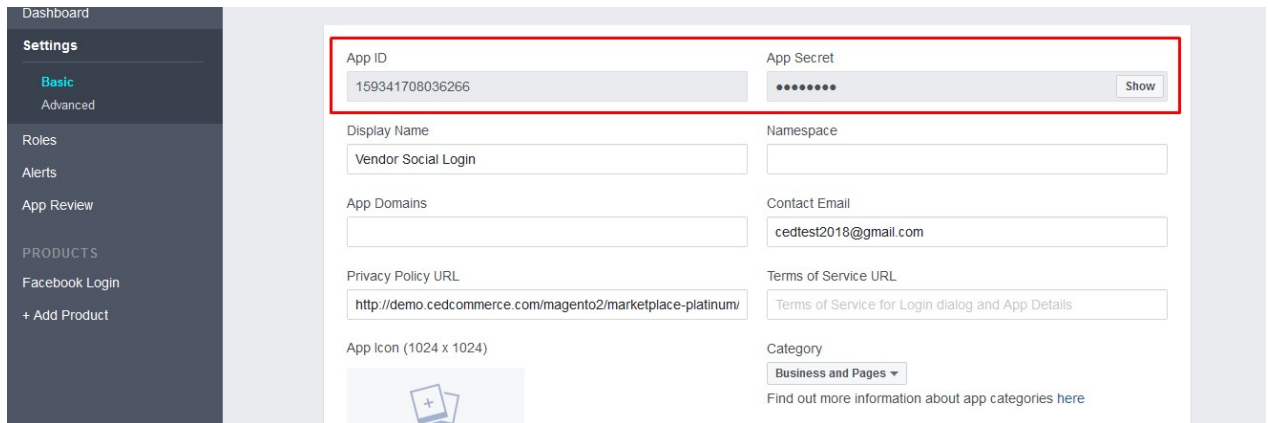 Dashboard
Settings
Basic
Advanced
Roles
Alerts
App Review
PRODUCTS
Facebook Login
+ Add Product
App ID
App Secret
159341708036266
●●●●●●●●
Show
Display Name
Namespace
Vendor Social Login
App Domains
Contact Email
cedtest2018@gmail.com
Privacy Policy URL
Terms of Service URL
http://demo.cedcommerce.com/magento2/marketplace-platinum/
Terms of Service for Login dialog and App Details
App Icon (1024 x 1024)
Category
Business and Pages
Find out more information about app categories here